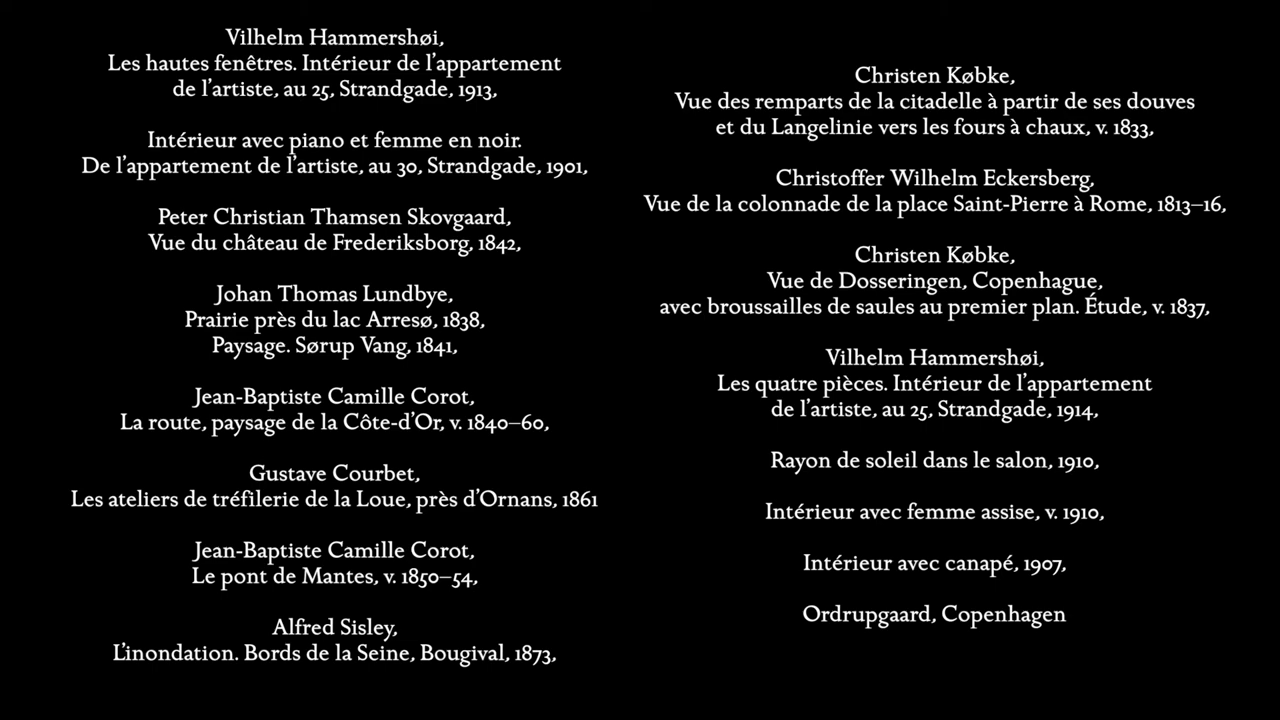 Vilhelm Hammershøi,
Les hautes fenêtres. Intérieur de l'appartement
de l'artiste, au 25, Strandgade, 1913,
Intérieur avec piano et femme en noir.
De l'appartement de l'artiste, au 30, Strandgade, 1901,
Peter Christian Thamsen Skovgaard,
Vue du château de Frederiksborg, 1842,
Johan Thomas Lundbye,
Prairie près du lac Arresø, 1838,
Paysage. Sørup Vang, 1841,
Jean-Baptiste Camille Corot,
La route, paysage de la Côte-d'Or, v. 1840–60,
Gustave Courbet,
Les ateliers de tréfilerie de la Loue, près d'Ornans, 1861
Jean-Baptiste Camille Corot,
Le pont de Mantes, v. 1850–54,
Alfred Sisley,
L'inondation. Bords de la Seine, Bougival, 1873,
Christen Købke,
Vue des remparts de la citadelle à partir de ses douves
et du Langelinie vers les fours à chaux, v. 1833,
Christoffer Wilhelm Eckersberg,
Vue de la colonnade de la place Saint-Pierre à Rome, 1813–16,
Christen Købke,
Vue de Dosseringen, Copenhague,
avec broussailles de saules au premier plan. Étude, v. 1837,
Vilhelm Hammershøi,
Les quatre pièces. Intérieur de l'appartement
de l'artiste, au 25, Strandgade, 1914,
Rayon de soleil dans le salon, 1910,
Intérieur avec femme assise, v. 1910,
Intérieur avec canapé, 1907,
Ordrupgaard, Copenhagen